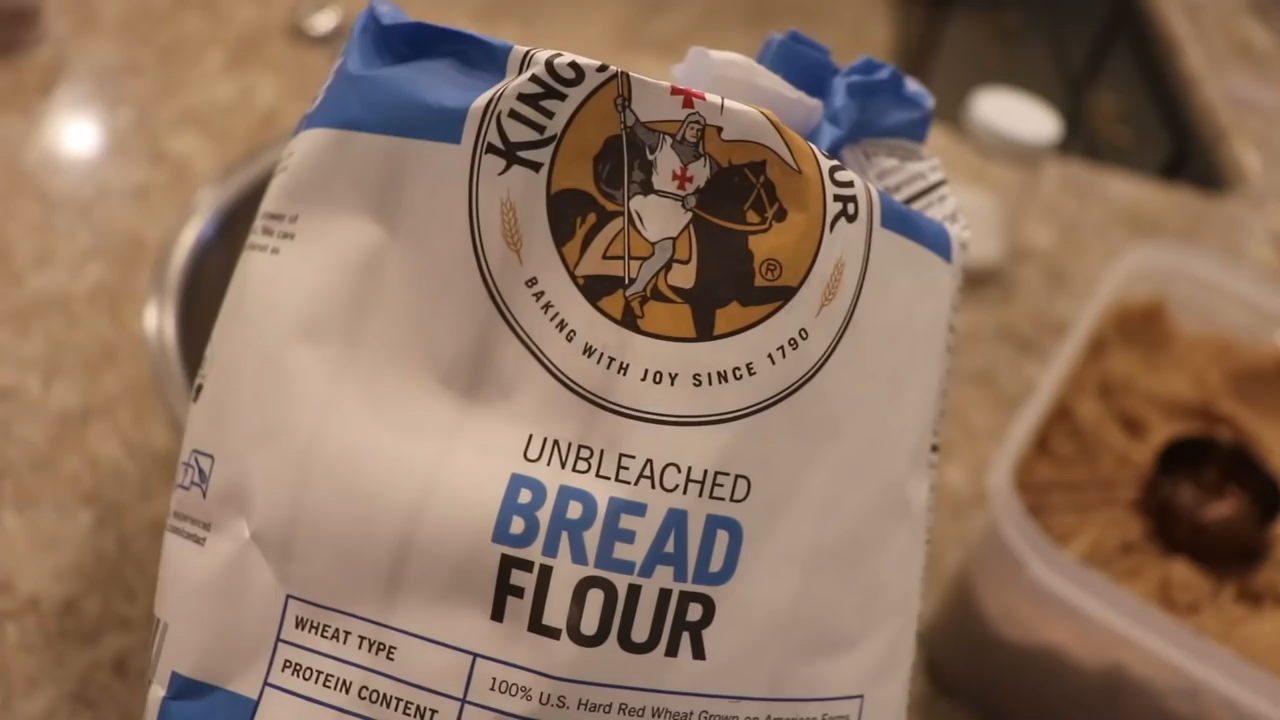 KING
UR
BAKING WITH JOY SINCE 1790
®
UNBLEACHED
BREAD
FLOUR
WHEAT TYPE
100% U.S. Hard Red Wheat Grown on American Farms
PROTEIN CONTENT